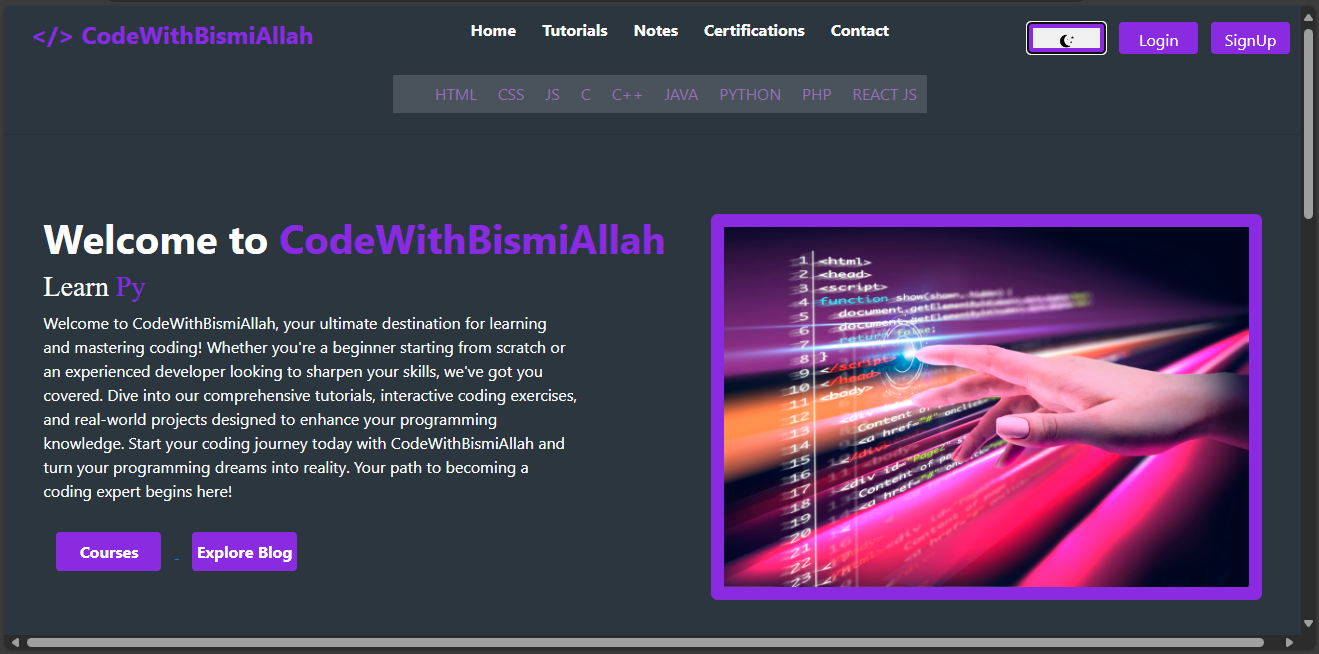 </> CodeWithBismiAllah
Home Tutorials Notes Certifications Contact
Login SignUp
HTML CSS JS C C++ JAVA PYTHON PHP REACT JS
Welcome to CodeWithBismiAllah
Learn Py
Welcome to CodeWithBismiAllah, your ultimate destination for learning
and mastering coding! Whether you're a beginner starting from scratch or
an experienced developer looking to sharpen your skills, we've got you
covered. Dive into our comprehensive tutorials, interactive coding exercises,
and real-world projects designed to enhance your programming
knowledge. Start your coding journey today with CodeWithBismiAllah and
turn your programming dreams into reality. Your path to becoming a
coding expert begins here!
Courses
Explore Blog
1 <html>
2 <head>
3 <script>
4 function show(shown, hidden) {
5 document.getElementById
6 document.getElementById
7 return false;
8 }
9 </script>
10 </head>
11 <body>
12
13 <div
14 Content of
15 <a href="#"
16 </div>
17
18 <div id="Page2"
19 Content of
20 <a href="#"
21
22
23